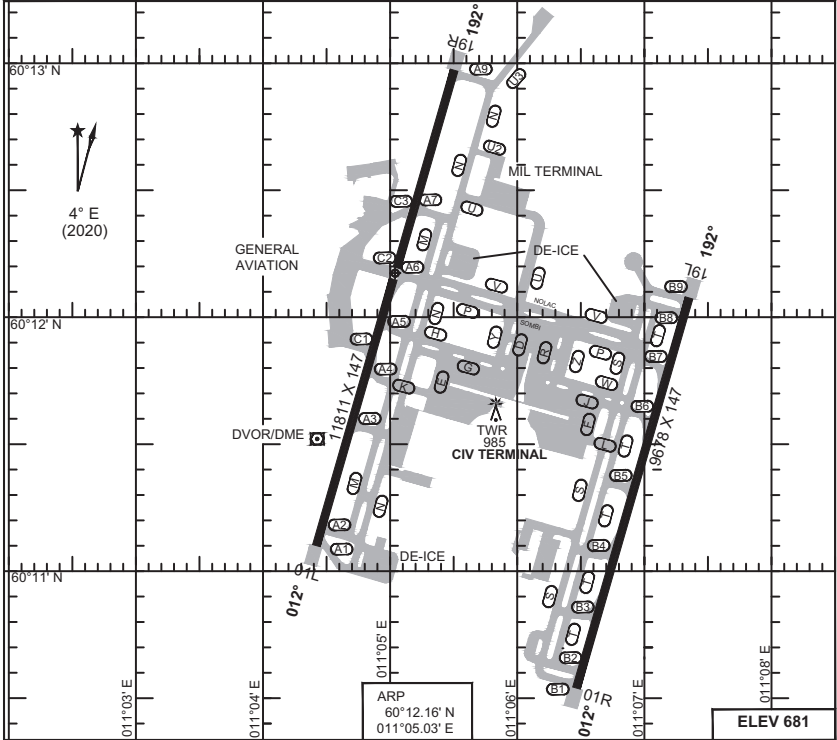 192°
19R
60°13' N
A9
U3
N
U2
N
MIL TERMINAL
4° E
(2020)
C3
A7
U
M
GENERAL
AVIATION
C2
A6
DE-ICE
192°
19L
U
V
B9
NOLAC
60°12' N
A5
N
P
V
B8
SOMBI
H
Y
D
R
T
C1
P
S
B7
Z
A4
G
K
E
W
11811 X 147
J
B6
A3
F
DVOR/DME
TWR
985
CIV TERMINAL
T
9678 X 147
B5
M
N
S
T
A2
B4
A1
DE-ICE
60°11' N
01L
012°
T
S
B3
T
B2
B1
01R
012°
011°03' E
011°04' E
011°05' E
011°06' E
011°07' E
011°08' E
ARP
60°12.16' N
011°05.03' E
ELEV 681